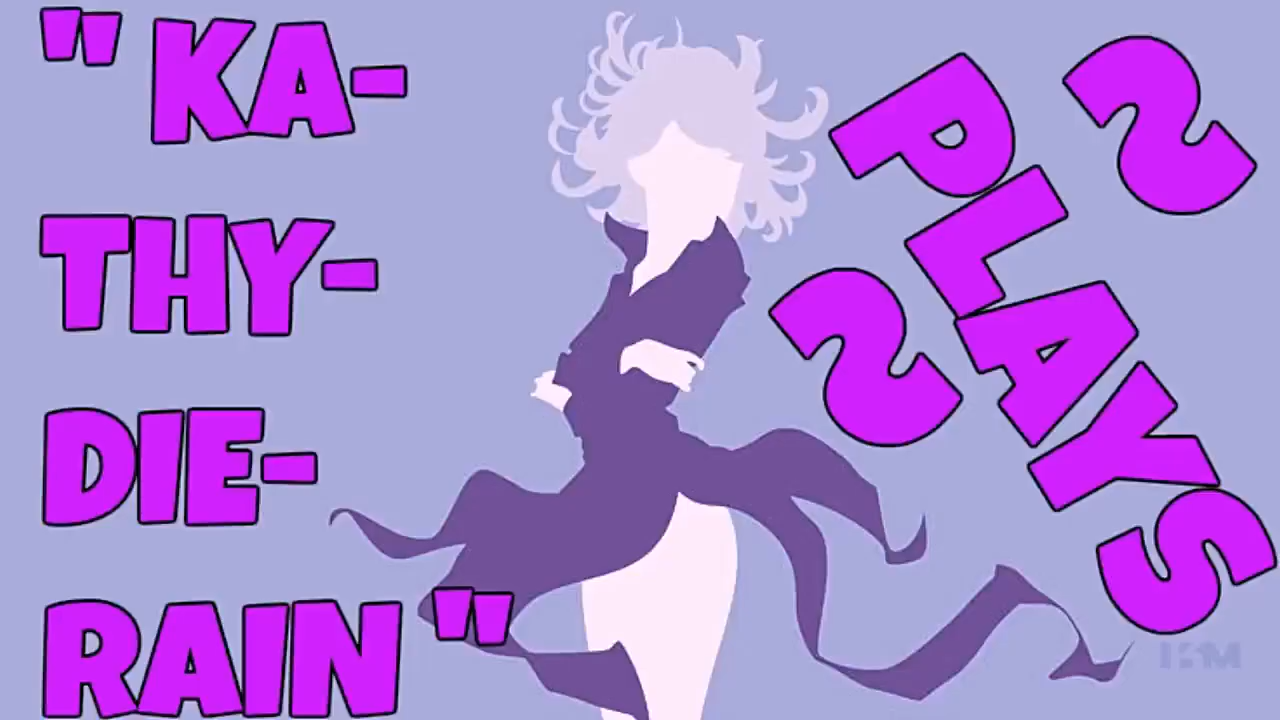 " KA-
THY-
DIE-
RAIN "
~
PLAYS
~